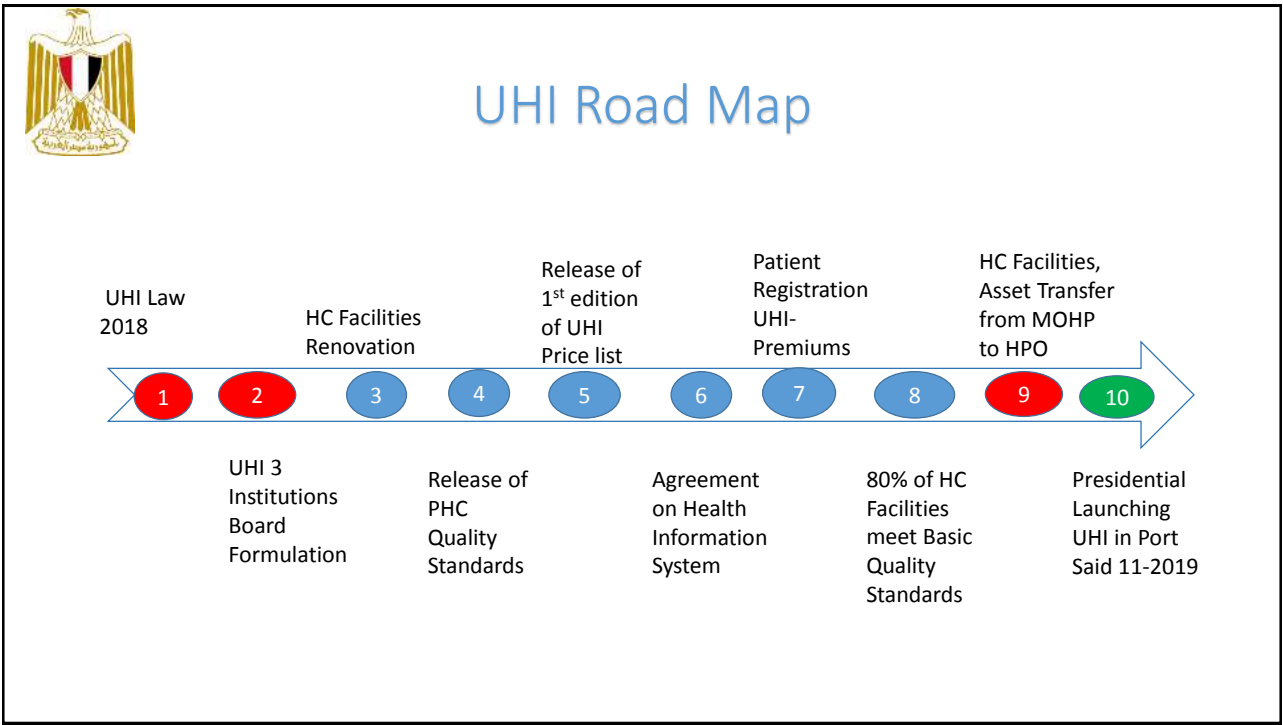 UHI Road Map
UHI Law
2018
1
UHI 3
Institutions
Board
Formulation
2
HC Facilities
Renovation
3
Release of
PHC
Quality
Standards
4
Release of
1st edition
of UHI
Price list
5
Agreement
on Health
Information
System
6
Patient
Registration
UHI-
Premiums
7
80% of HC
Facilities
meet Basic
Quality
Standards
8
HC Facilities,
Asset Transfer
from MOHP
to HPO
9
Presidential
Launching
UHI in Port
Said 11-2019
10